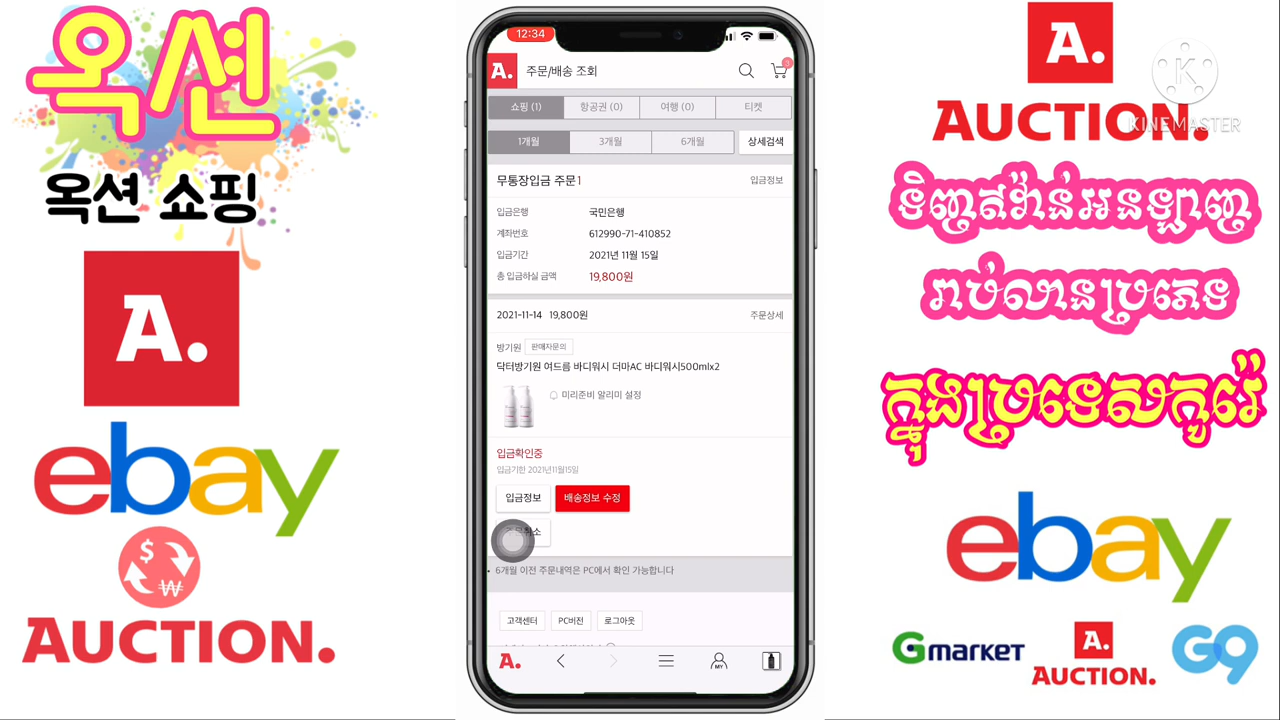 옥션
옥션 쇼핑
A.
ebay
$
₩
AUCTION.
12:34
A. 주문/배송 조회
3
쇼핑 (1) 항공권 (0) 여행 (0) 티켓
1개월 3개월 6개월 상세검색
무통장입금 주문1 입금정보
입금은행 국민은행
계좌번호 612990-71-410852
입금기간 2021년 11월 15일
총 입금하실 금액 19,800원
2021-11-14 19,800원 주문상세
방기원 판매자문의
닥터방기원 여드름 바디워시 더마AC 바디워시500mlx2
미리준비 알리미 설정
입금확인중
입금기한 2021년11월15일
입금정보 배송정보 수정
6개월 이전 주문내역은 PC에서 확인 가능합니다
고객센터 PC버전 로그아웃
A. MY
A.
AUCTION.
K
KINEMASTER
ទិញឥវ៉ាន់អនឡាញ
រាប់លានប្រភេទ
ក្នុងប្រទេសកូរ៉េ
ebay
Gmarket A. AUCTION. G9